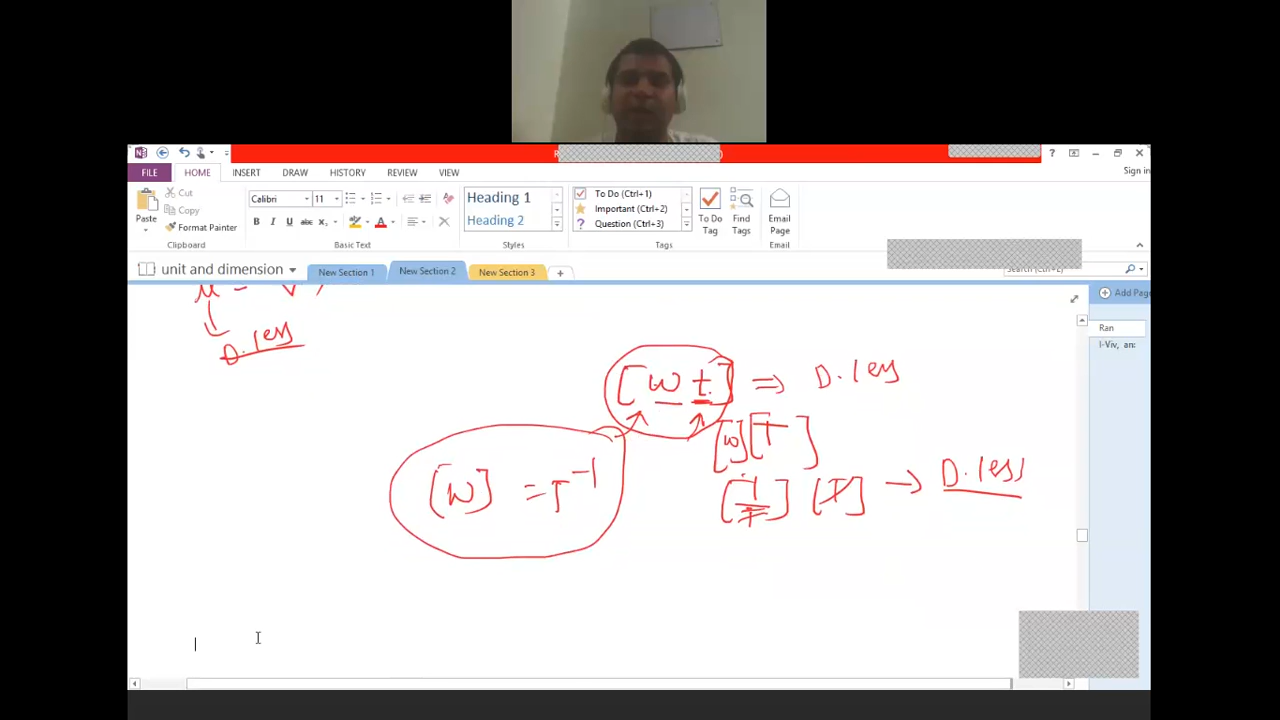 FILE HOME INSERT DRAW HISTORY REVIEW VIEW
Sign in
Paste
Cut
Copy
Format Painter
Clipboard
Calibri 11
B I U abc
Basic Text
Heading 1
Heading 2
Styles
To Do (Ctrl+1)
Important (Ctrl+2)
Question (Ctrl+3)
Tags
To Do Tag
Find Tags
Email Page
Email
unit and dimension
New Section 1
New Section 2
New Section 3
Add Page
Ran
I-Viv, an:
D.less
[ω t] ⇒ D.less
[ω][T]
[ω] = T⁻¹
[1/T] [T] → D.less